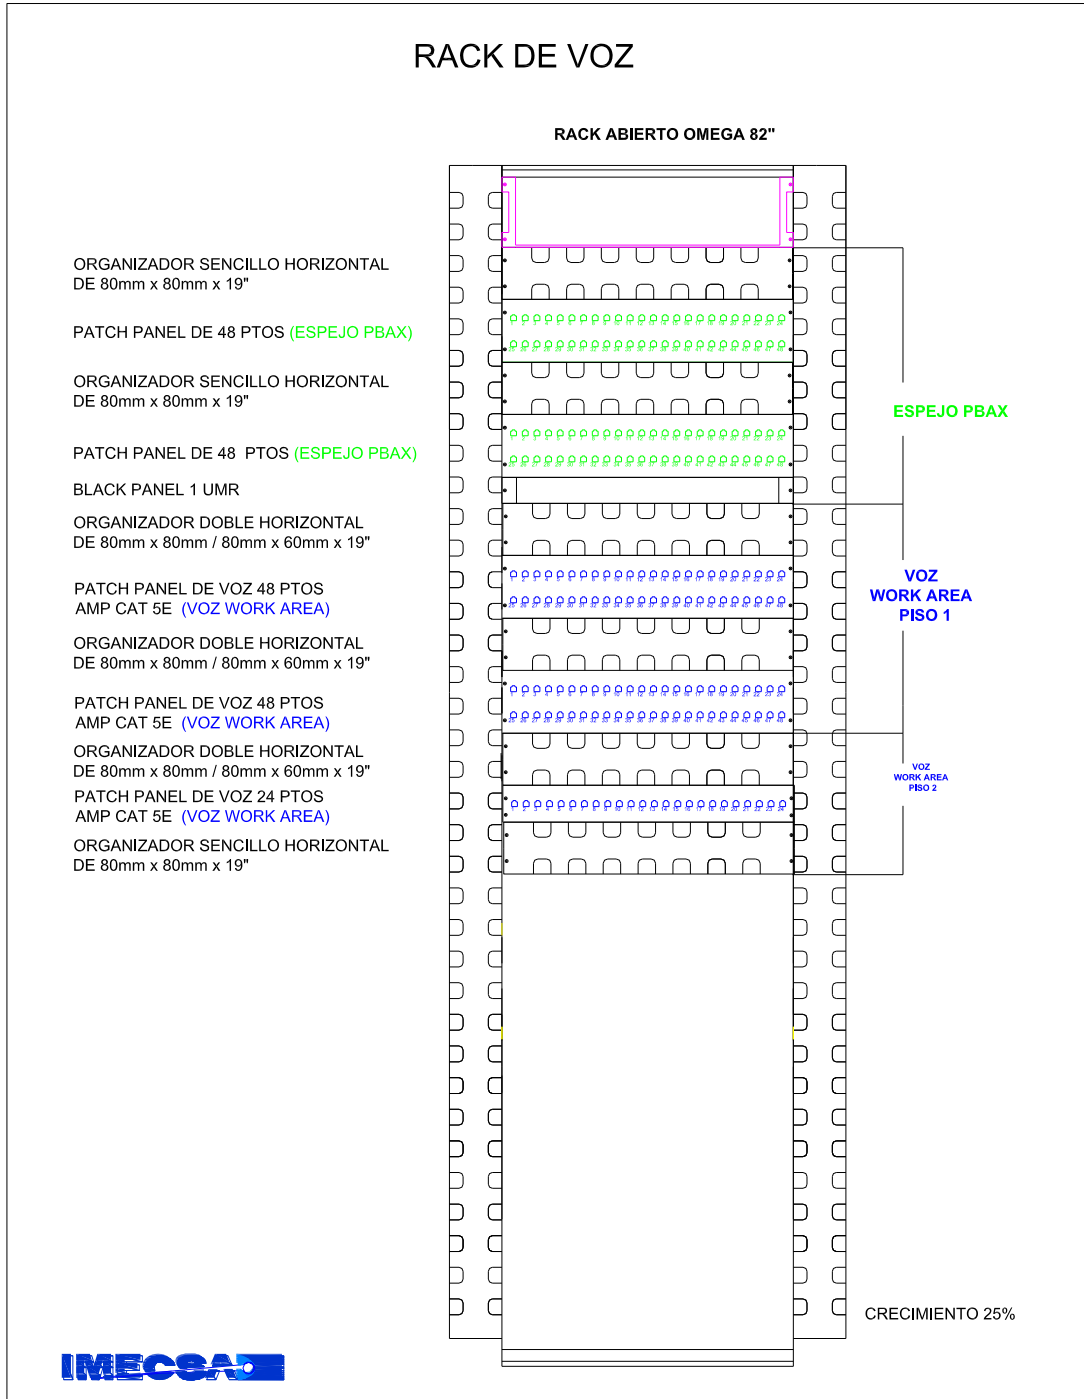 RACK DE VOZ
RACK ABIERTO OMEGA 82"
ORGANIZADOR SENCILLO HORIZONTAL
DE 80mm x 80mm x 19"
PATCH PANEL DE 48 PTOS (ESPEJO PBAX)
ORGANIZADOR SENCILLO HORIZONTAL
DE 80mm x 80mm x 19"
PATCH PANEL DE 48 PTOS (ESPEJO PBAX)
BLACK PANEL 1 UMR
ORGANIZADOR DOBLE HORIZONTAL
DE 80mm x 80mm / 80mm x 60mm x 19"
PATCH PANEL DE VOZ 48 PTOS
AMP CAT 5E (VOZ WORK AREA)
ORGANIZADOR DOBLE HORIZONTAL
DE 80mm x 80mm / 80mm x 60mm x 19"
PATCH PANEL DE VOZ 48 PTOS
AMP CAT 5E (VOZ WORK AREA)
ORGANIZADOR DOBLE HORIZONTAL
DE 80mm x 80mm / 80mm x 60mm x 19"
PATCH PANEL DE VOZ 24 PTOS
AMP CAT 5E (VOZ WORK AREA)
ORGANIZADOR SENCILLO HORIZONTAL
DE 80mm x 80mm x 19"
ESPEJO PBAX
VOZ
WORK AREA
PISO 1
VOZ
WORK AREA
PISO 2
CRECIMIENTO 25%
IMECSA